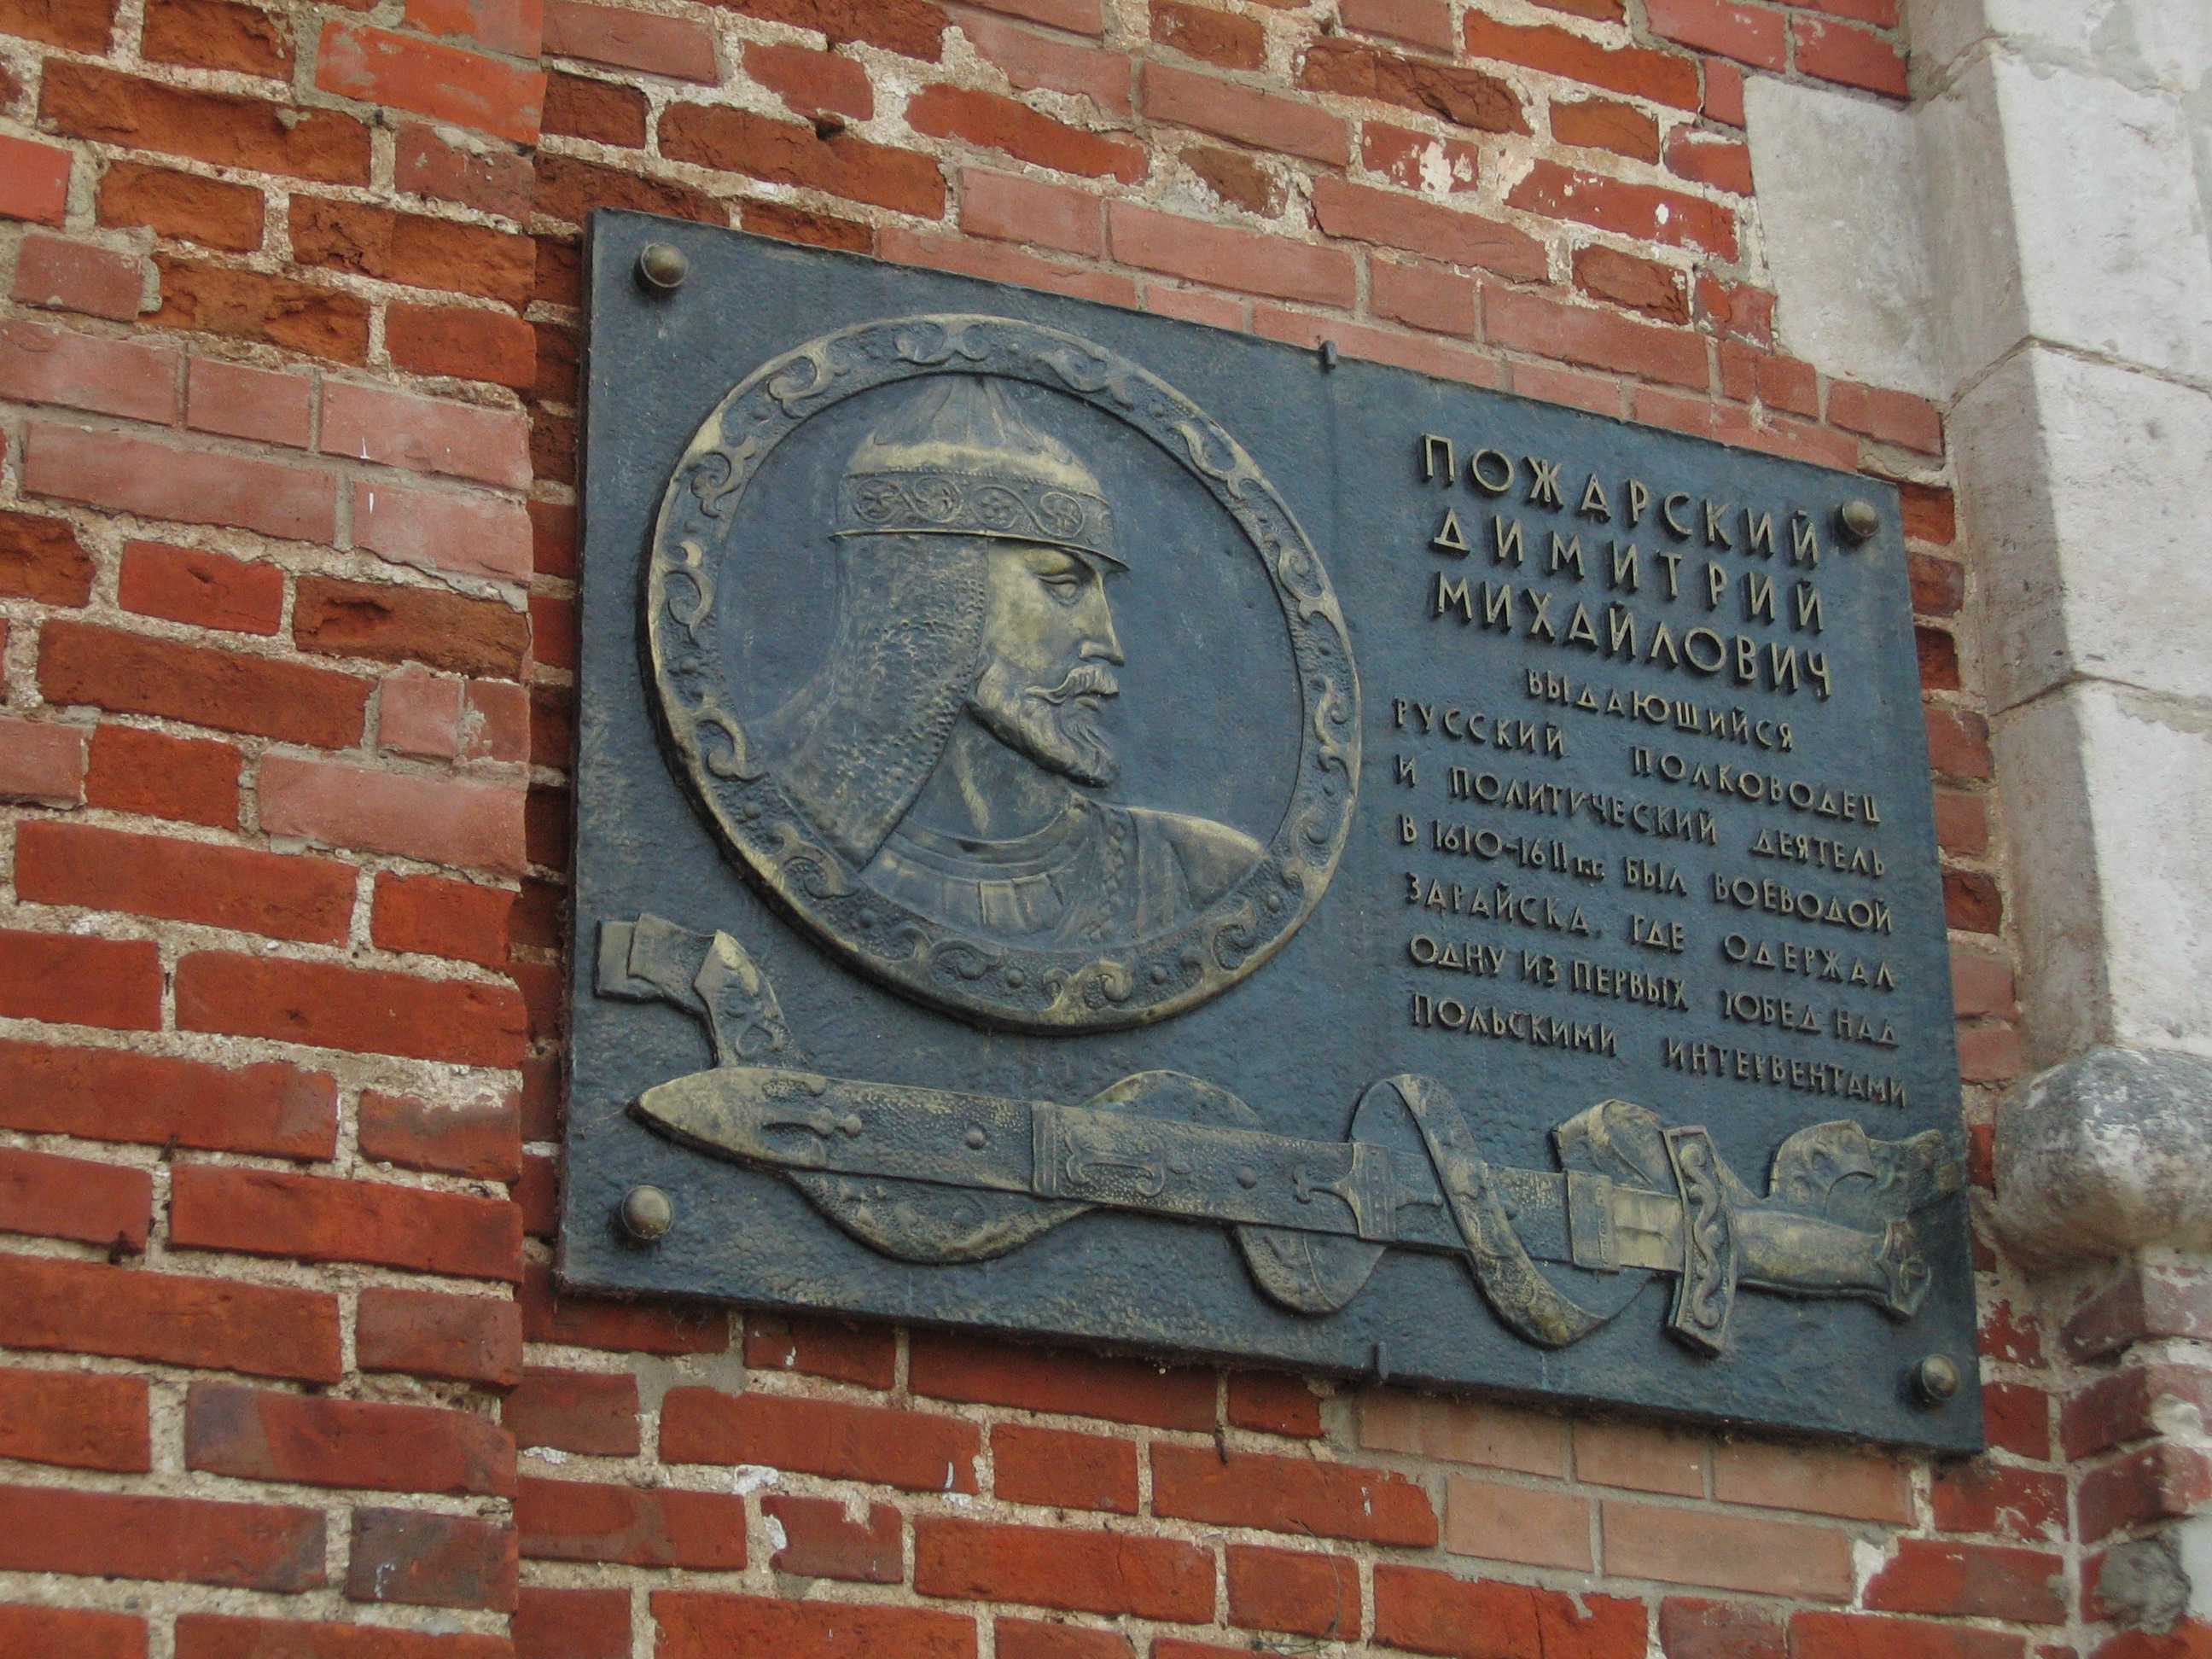 ПОЖАРСКИЙ
ДИМИТРИЙ
МИХАЙЛОВИЧ
ВЫДАЮЩИЙСЯ
РУССКИЙ ПОЛКОВОДЕЦ
И ПОЛИТИЧЕСКИЙ ДЕЯТЕЛЬ
В 1610-1611 г.г. БЫЛ ВОЕВОДОЙ
ЗАРАЙСКА, ГДЕ ОДЕРЖАЛ
ОДНУ ИЗ ПЕРВЫХ ПОБЕД НАД
ПОЛЬСКИМИ ИНТЕРВЕНТАМИ